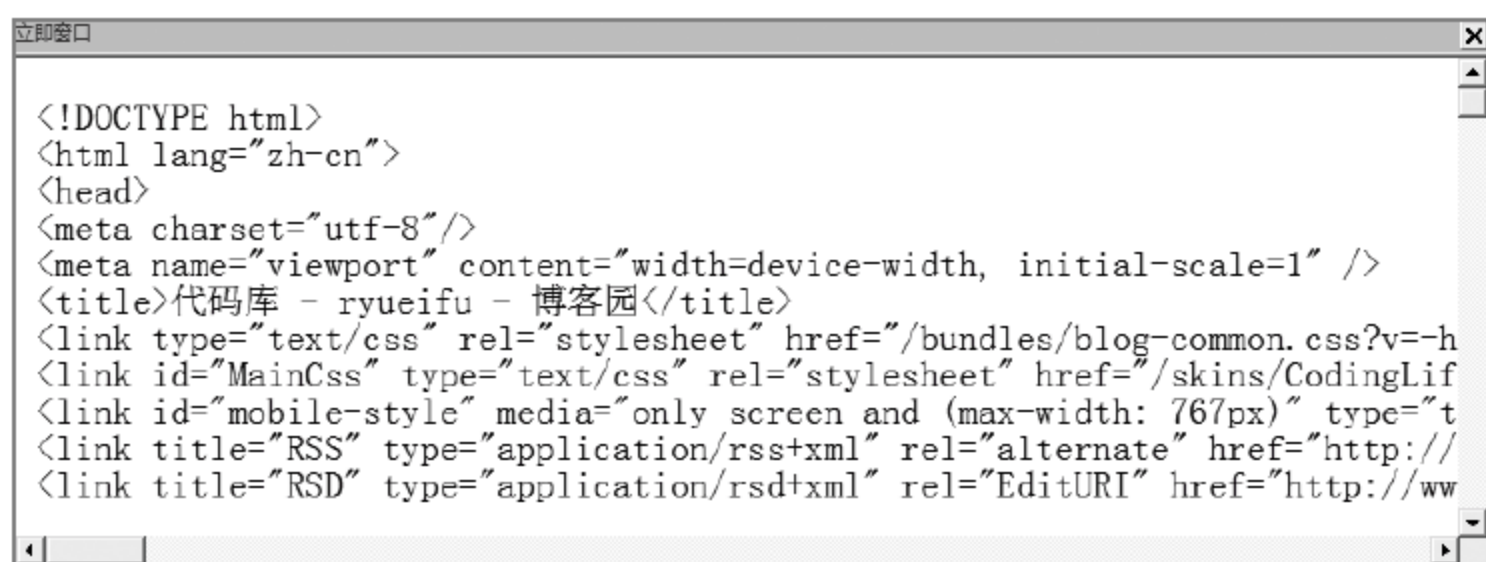 立即窗口
<!DOCTYPE html>
<html lang="zh-cn">
<head>
<meta charset="utf-8"/>
<meta name="viewport" content="width=device-width, initial-scale=1" />
<title>代码库 - ryueifu - 博客园</title>
<link type="text/css" rel="stylesheet" href="/bundles/blog-common.css?v=-h
<link id="MainCss" type="text/css" rel="stylesheet" href="/skins/CodingLif
<link id="mobile-style" media="only screen and (max-width: 767px)" type="t
<link title="RSS" type="application/rss+xml" rel="alternate" href="http://
<link title="RSD" type="application/rsd+xml" rel="EditURI" href="http://ww